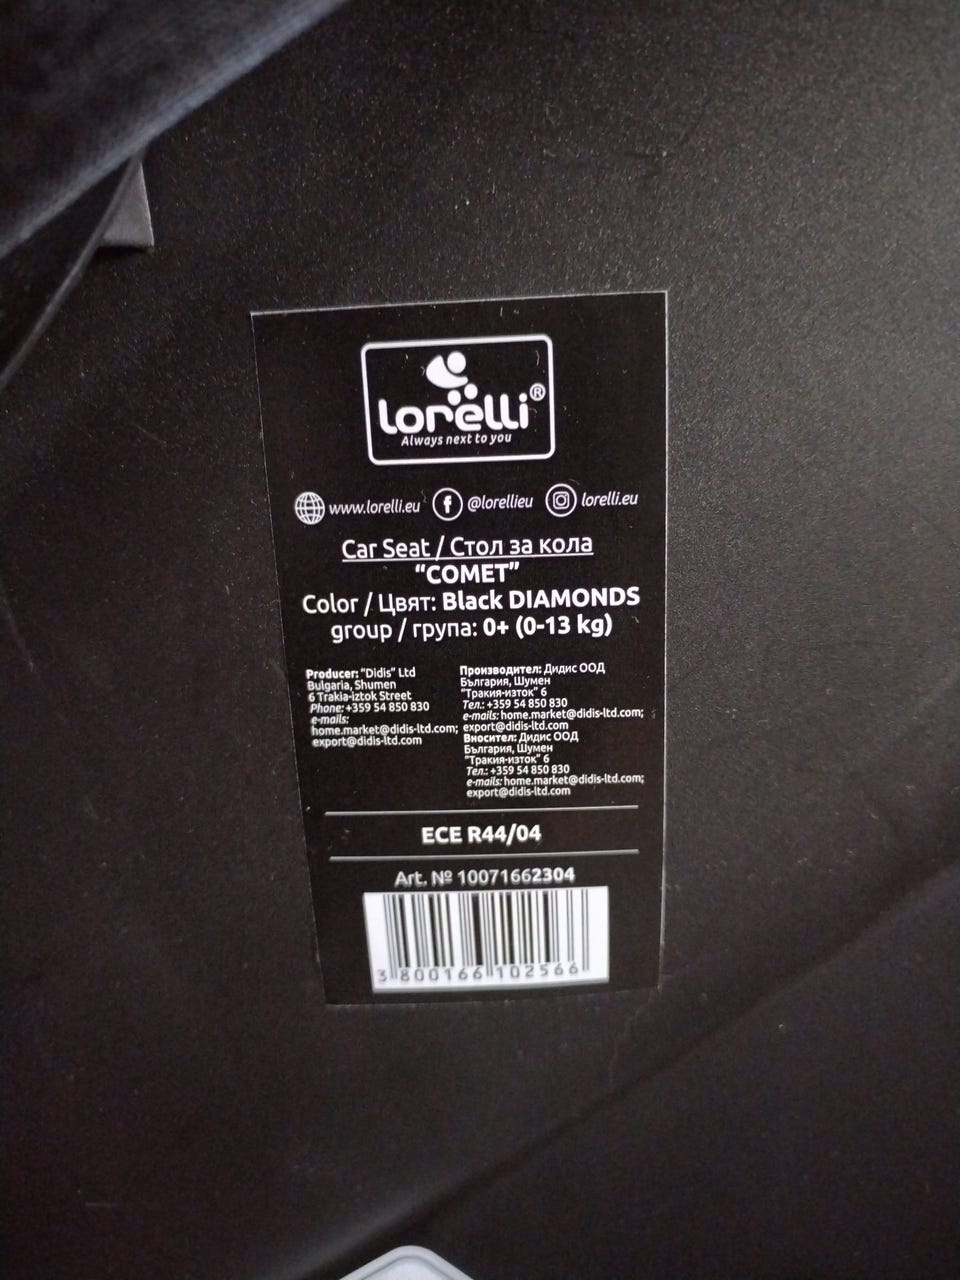 lorelli®
Always next to you
www.lorelli.eu @lorellieu lorelli.eu
Car Seat / Стол за кола
“COMET”
Color / Цвят: Black DIAMONDS
group / група: 0+ (0-13 kg)
Producer: “Didis” Ltd
Bulgaria, Shumen
6 Trakia-iztok Street
Phone: +359 54 850 830
e-mails:
home.market@didis-ltd.com;
export@didis-ltd.com
Производител: Дидис ООД
България, Шумен
“Тракия-изток” 6
Тел.: +359 54 850 830
e-mails: home.market@didis-ltd.com;
export@didis-ltd.com
Вносител: Дидис ООД
България, Шумен
“Тракия-изток” 6
Тел.: +359 54 850 830
e-mails: home.market@didis-ltd.com;
export@didis-ltd.com
ECE R44/04
Art. № 10071662304
3 800166 102566